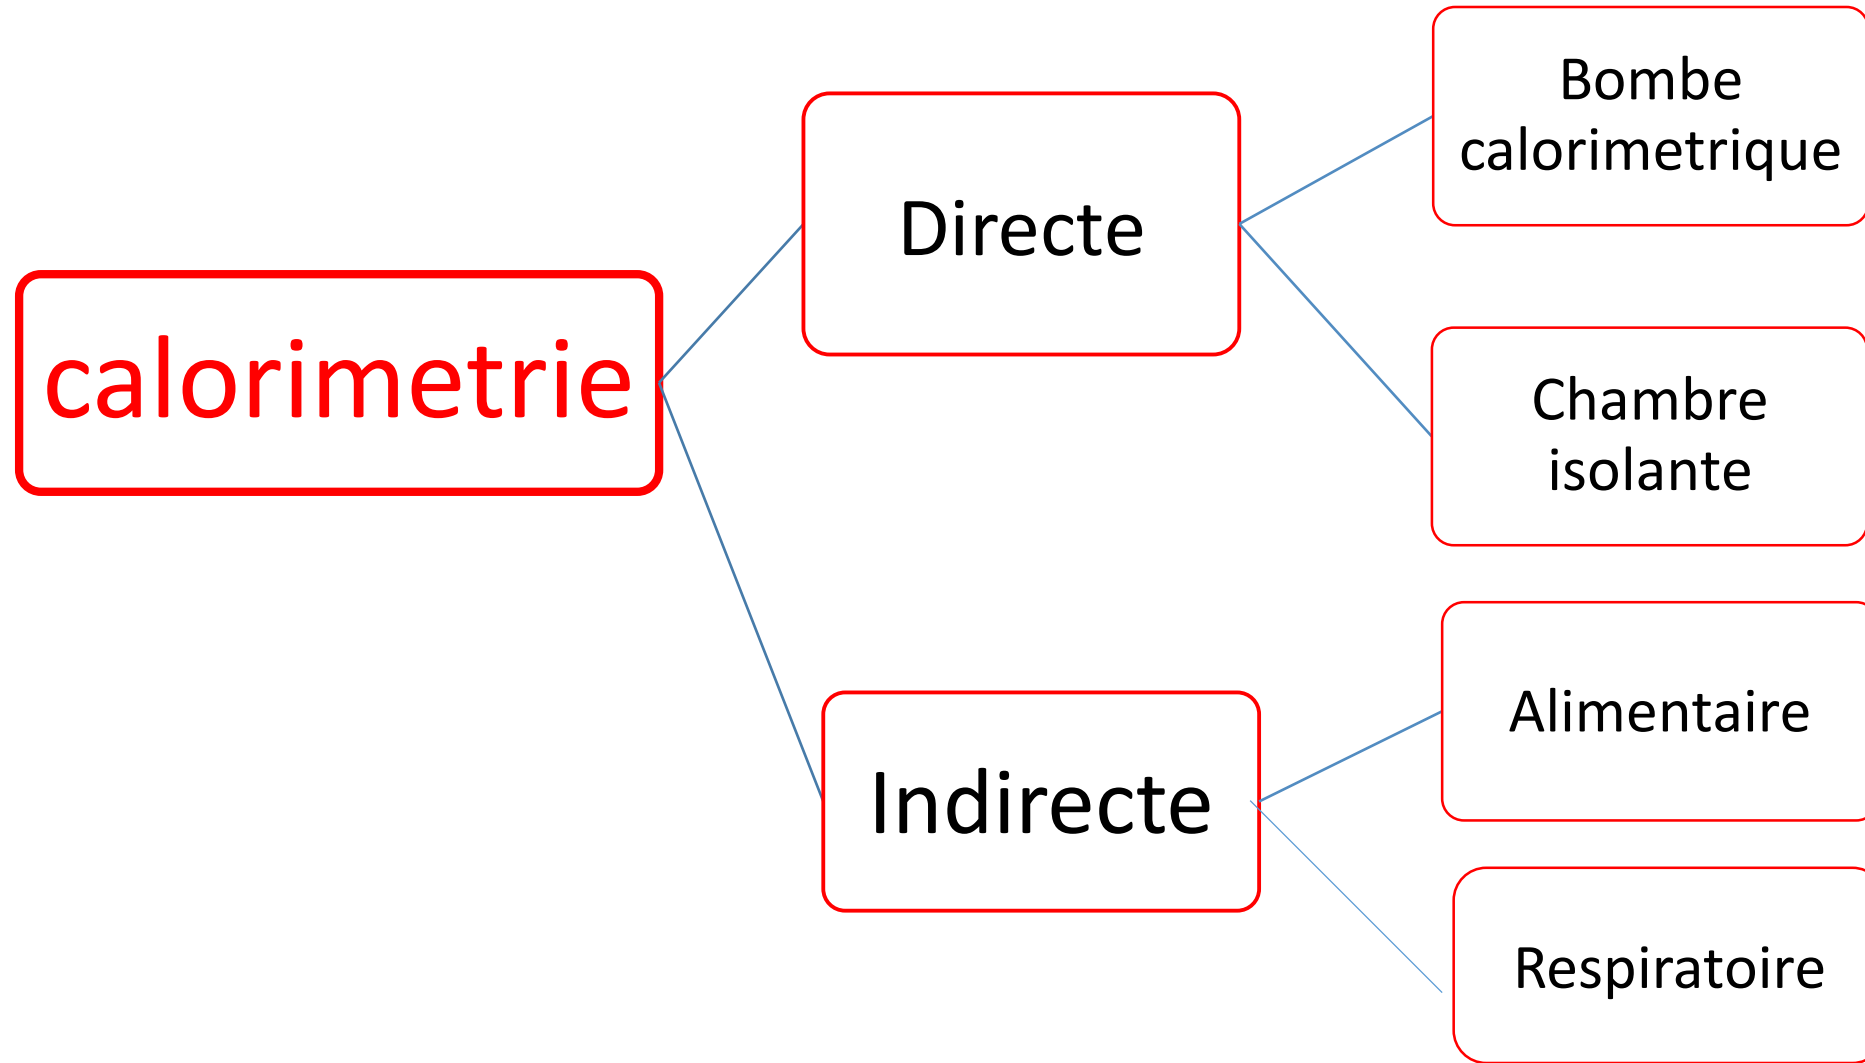 calorimetrie
Directe
Bombe
calorimetrique
Chambre
isolante
Indirecte
Alimentaire
Respiratoire